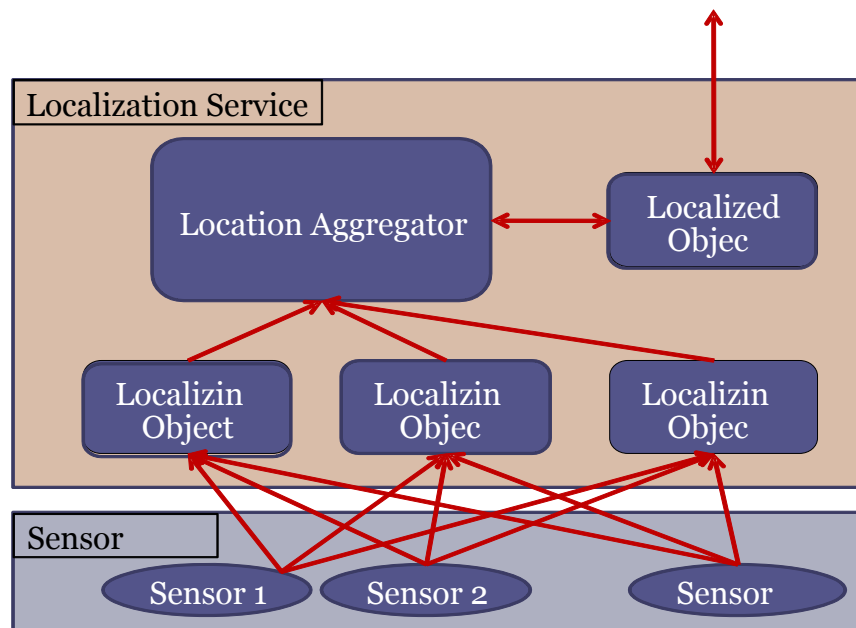 Localization Service
Location Aggregator
Localized
Objec
Localizin
Object
Localizin
Objec
Localizin
Objec
Sensor
Sensor 1
Sensor 2
Sensor